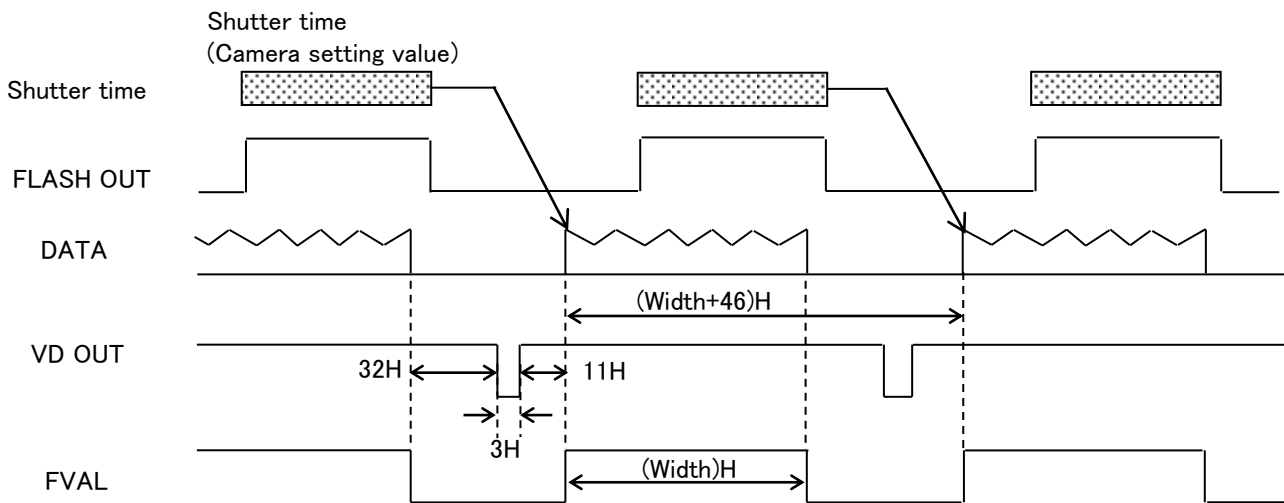 Shutter time
(Camera setting value)
Shutter time
FLASH OUT
DATA
(Width+46)H
VD OUT
32H
11H
3H
(Width)H
FVAL